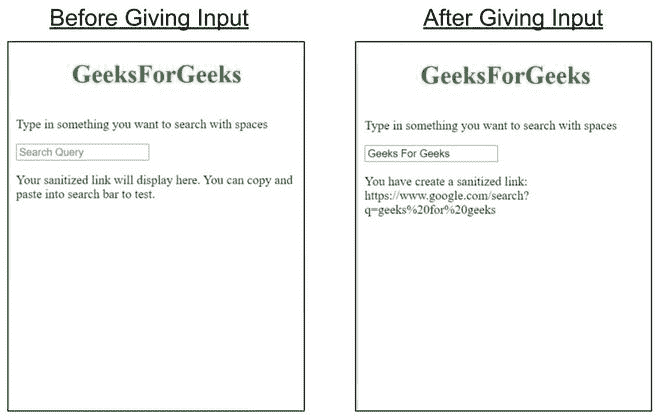 Before Giving Input
GeeksForGeeks
Type in something you want to search with spaces
Search Query
Your sanitized link will display here. You can copy and
paste into search bar to test.
After Giving Input
GeeksForGeeks
Type in something you want to search with spaces
Geeks For Geeks
You have create a sanitized link:
https://www.google.com/search?
q=geeks%20for%20geeks